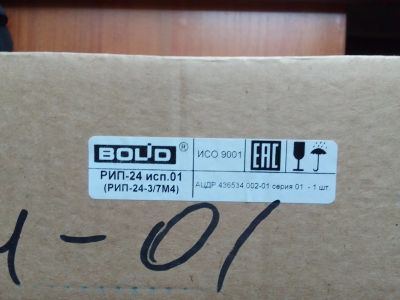 BOLID® ИСО 9001 EAC
РИП-24 исп.01
(РИП-24-3/7М4)
АЦДР 436534 002-01 серия 01 - 1 шт.
-01